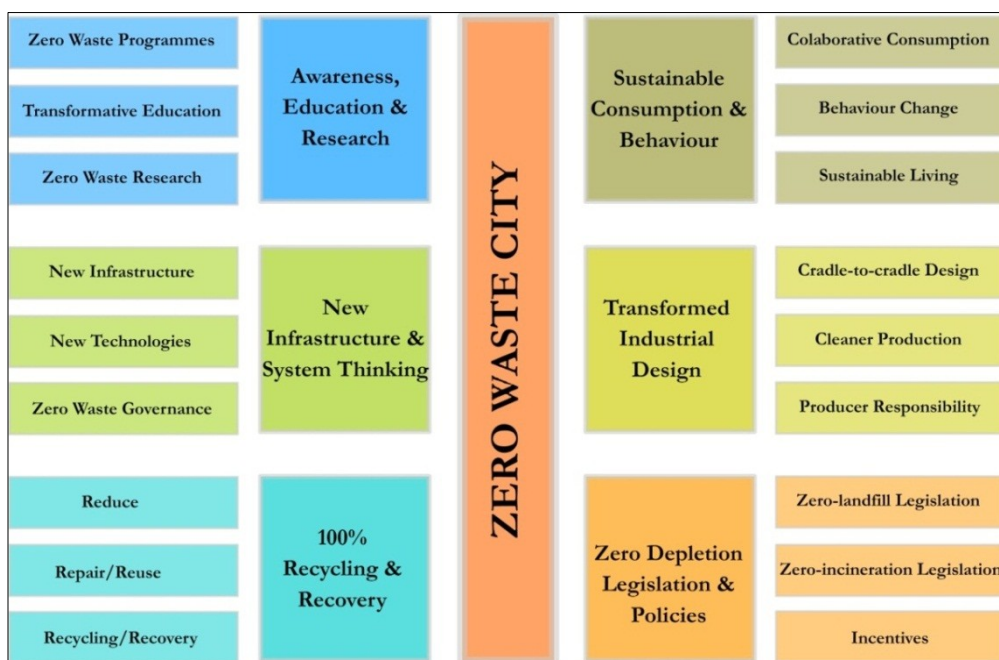 Zero Waste Programmes
Transformative Education
Zero Waste Research
Awareness,
Education &
Research
New Infrastructure
New Technologies
Zero Waste Governance
New
Infrastructure &
System Thinking
Reduce
Repair/Reuse
Recycling/Recovery
100%
Recycling &
Recovery
ZERO WASTE CITY
Sustainable
Consumption &
Behaviour
Colaborative Consumption
Behaviour Change
Sustainable Living
Transformed
Industrial
Design
Cradle-to-cradle Design
Cleaner Production
Producer Responsibility
Zero Depletion
Legislation &
Policies
Zero-landfill Legislation
Zero-incineration Legislation
Incentives